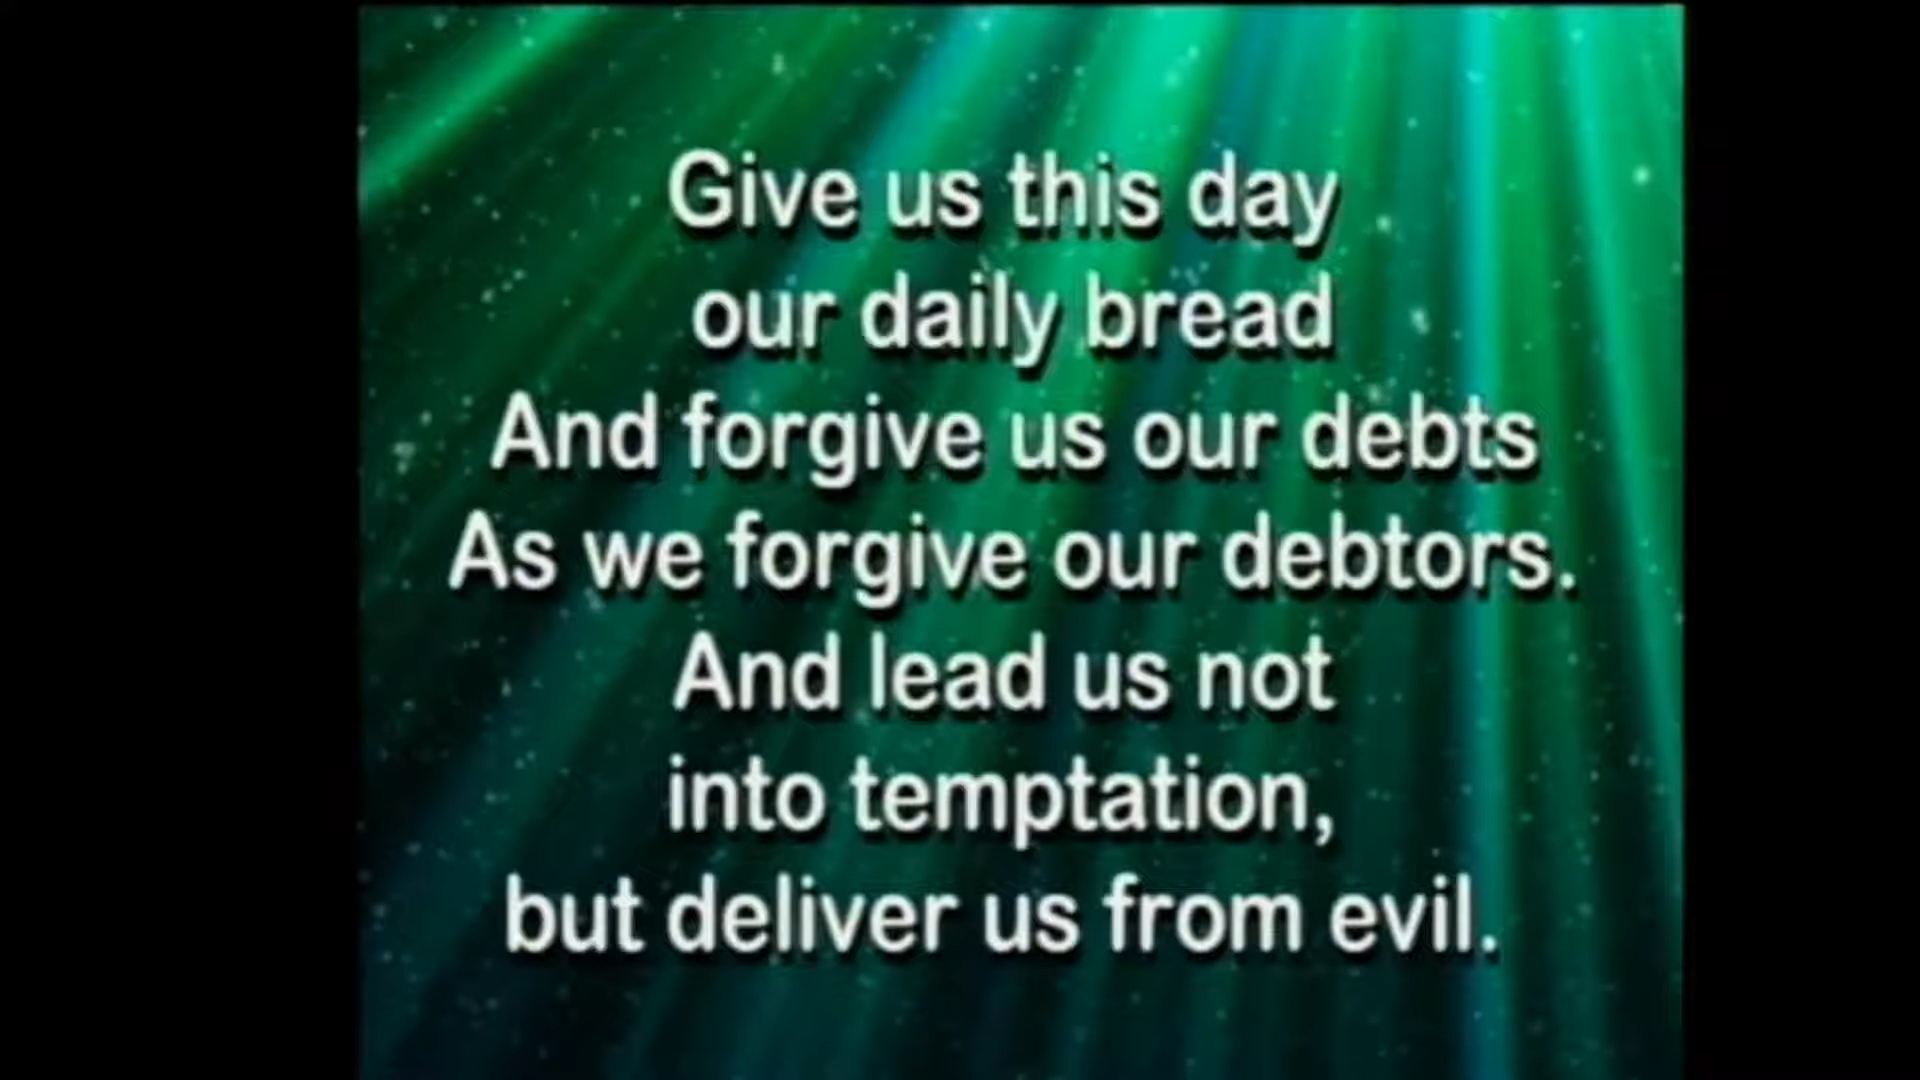 Give us this day
our daily bread
And forgive us our debts
As we forgive our debtors.
And lead us not
into temptation,
but deliver us from evil.